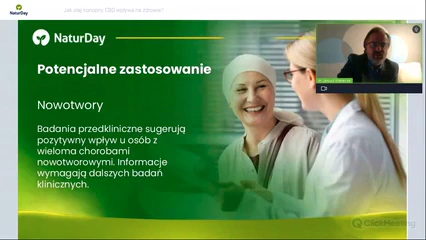 NaturDay
Jak olej konopny CBD wpływa na zdrowie?
NaturDay
Potencjalne zastosowanie
Nowotwory
Badania przedkliniczne sugerują
pozytywny wpływ u osób z
wieloma chorobami
nowotworowymi. Informacje
wymagają dalszych badań
klinicznych.
ClickMeeting